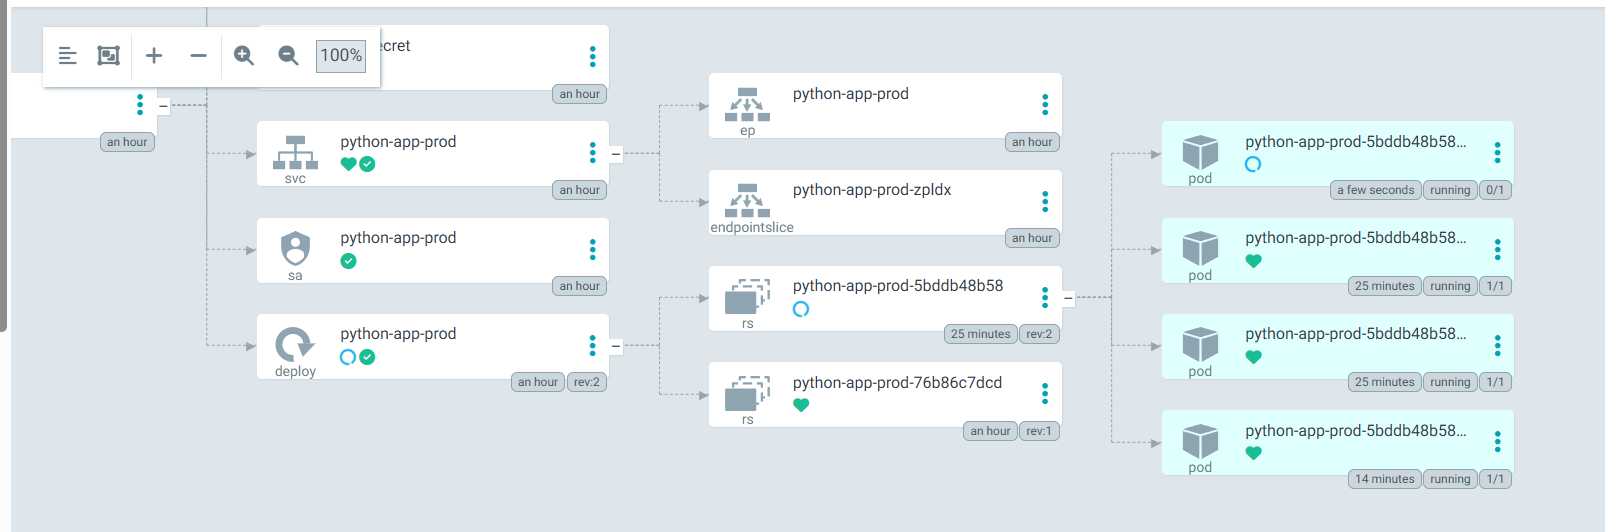 100%
ecret
an hour
an hour
python-app-prod
svc
an hour
python-app-prod
sa
an hour
python-app-prod
deploy
an hour rev:2
python-app-prod
ep
an hour
python-app-prod-zpldx
endpointslice
an hour
python-app-prod-5bddb48b58
rs
25 minutes rev:2
python-app-prod-76b86c7dcd
rs
an hour rev:1
python-app-prod-5bddb48b58...
pod
a few seconds running 0/1
python-app-prod-5bddb48b58...
pod
25 minutes running 1/1
python-app-prod-5bddb48b58...
pod
25 minutes running 1/1
python-app-prod-5bddb48b58...
pod
14 minutes running 1/1